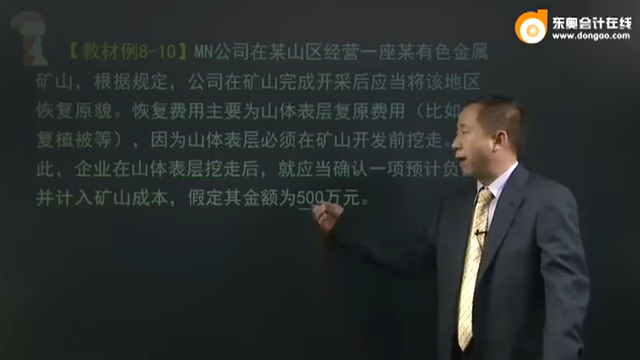 东奥会计在线
www.dongao.com
【教材例8-10】MN公司在某山区经营一座某有色金属
矿山,根据规定,公司在矿山完成开采后应当将该地区
恢复原貌。恢复费用主要为山体表层复原费用(比如
复植被等),因为山体表层必须在矿山开发前挖走。
此,企业在山体表层挖走后,就应当确认一项预计负
并计入矿山成本,假定其金额为500万元。